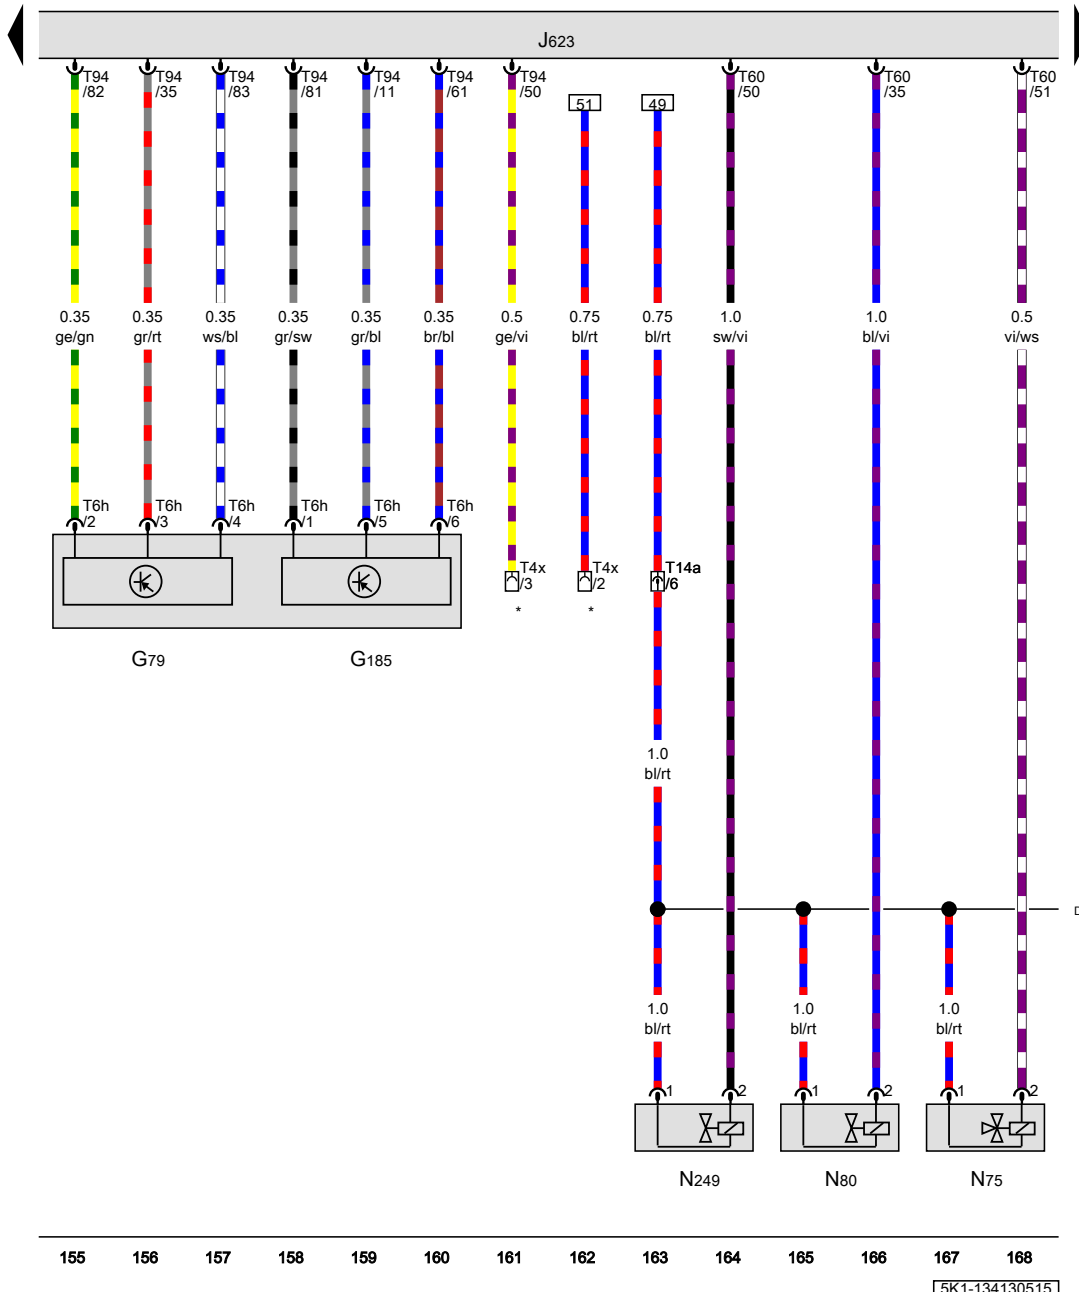 J623
T94 /82
T94 /35
T94 /83
T94 /81
T94 /11
T94 /61
T94 /50
T60 /50
T60 /35
T60 /51
51
49
0.35 0.35 0.35 0.35 0.35 0.35 0.5 0.75 0.75 1.0 1.0 0.5
ge/gn gr/rt ws/bl gr/sw gr/bl br/bl ge/vi bl/rt bl/rt sw/vi bl/vi vi/ws
T6h /2
T6h /3
T6h /4
T6h /1
T6h /5
T6h /6
T4x /3
T4x /2
T14a /6
* *
G79 G185
1.0
bl/rt
1.0 1.0 1.0
bl/rt bl/rt bl/rt
1 2 1 2 1 2
N249 N80 N75
155 156 157 158 159 160 161 162 163 164 165 166 167 168
5K1-134130515